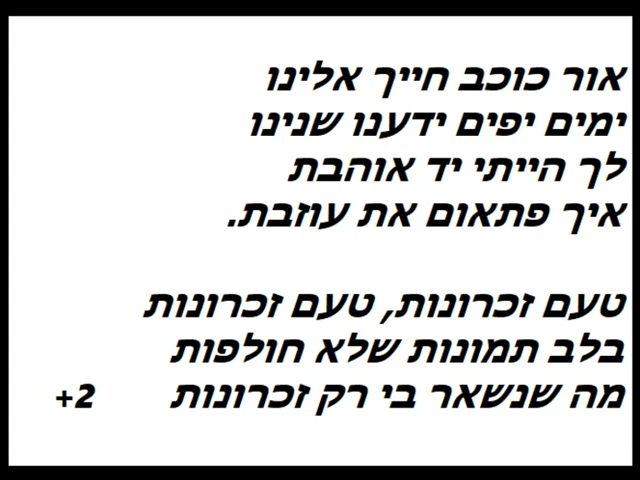 אור כוכב חייך אלינו
ימים יפים ידענו שנינו
לך הייתי יד אוהבת
איך פתאום את עוזבת.
טעם זכרונות, טעם זכרונות
בלב תמונות שלא חולפות
מה שנשאר בי רק זכרונות +2